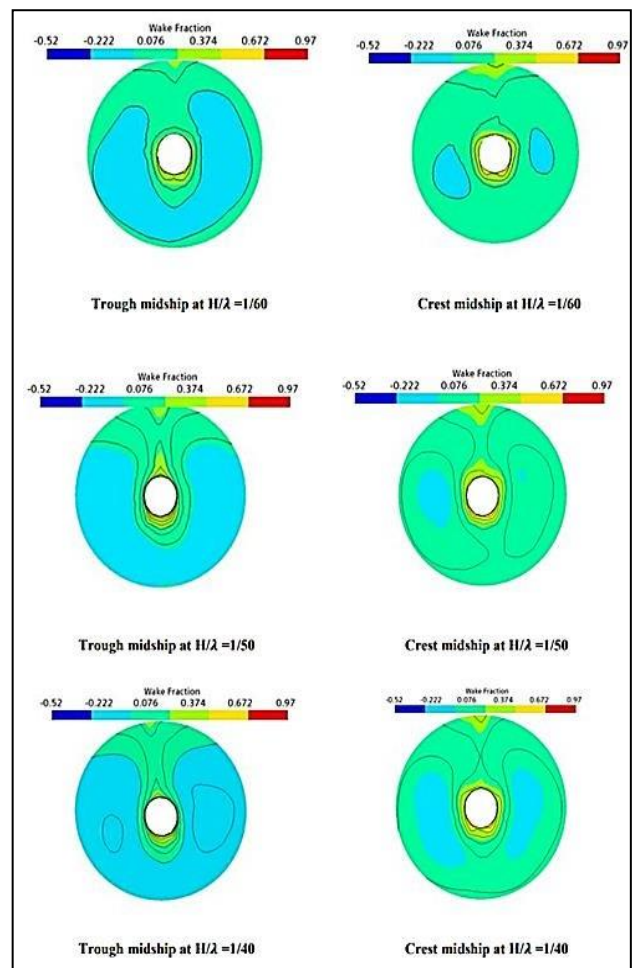 Wake Fraction
-0.52 -0.222 0.076 0.374 0.672 0.97
Wake Fraction
-0.52 -0.222 0.076 0.374 0.672 0.97
Trough midship at H/λ =1/60
Crest midship at H/λ =1/60
Wake Fraction
-0.52 -0.222 0.076 0.374 0.672 0.97
Wake Fraction
-0.52 -0.222 0.076 0.374 0.672 0.97
Trough midship at H/λ =1/50
Crest midship at H/λ =1/50
Wake Fraction
-0.52 -0.222 0.076 0.374 0.672 0.97
Wake Fraction
-0.52 -0.222 0.076 0.374 0.672 0.97
Trough midship at H/λ =1/40
Crest midship at H/λ =1/40